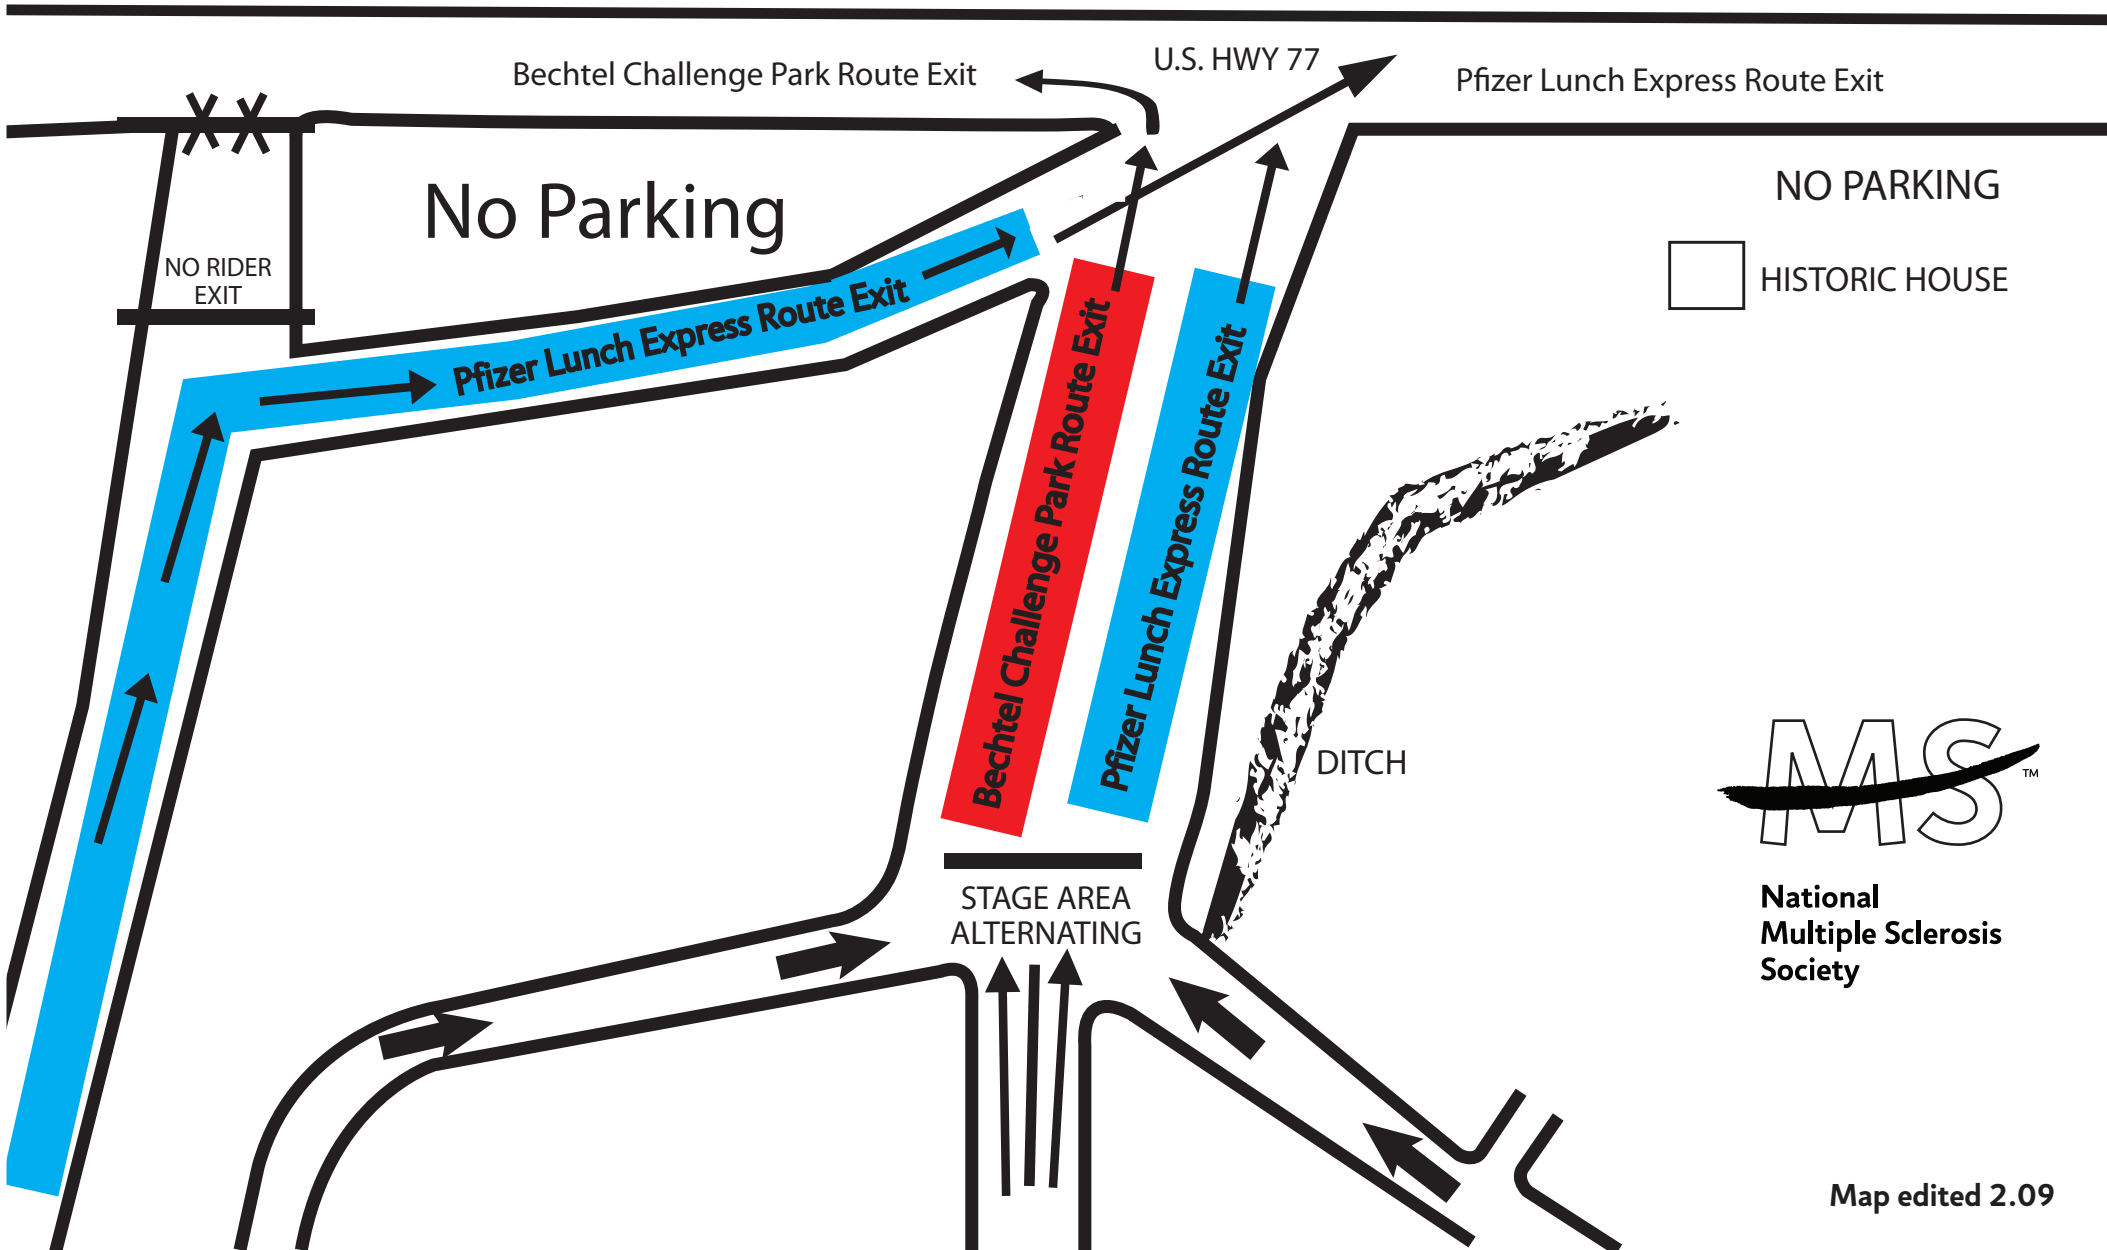 U.S. HWY 77
Bechtel Challenge Park Route Exit
Pfizer Lunch Express Route Exit
No Parking
NO PARKING
NO RIDER
EXIT
HISTORIC HOUSE
Pfizer Lunch Express Route Exit
Bechtel Challenge Park Route Exit
Pfizer Lunch Express Route Exit
DITCH
MS™
STAGE AREA
ALTERNATING
National
Multiple Sclerosis
Society
Map edited 2.09